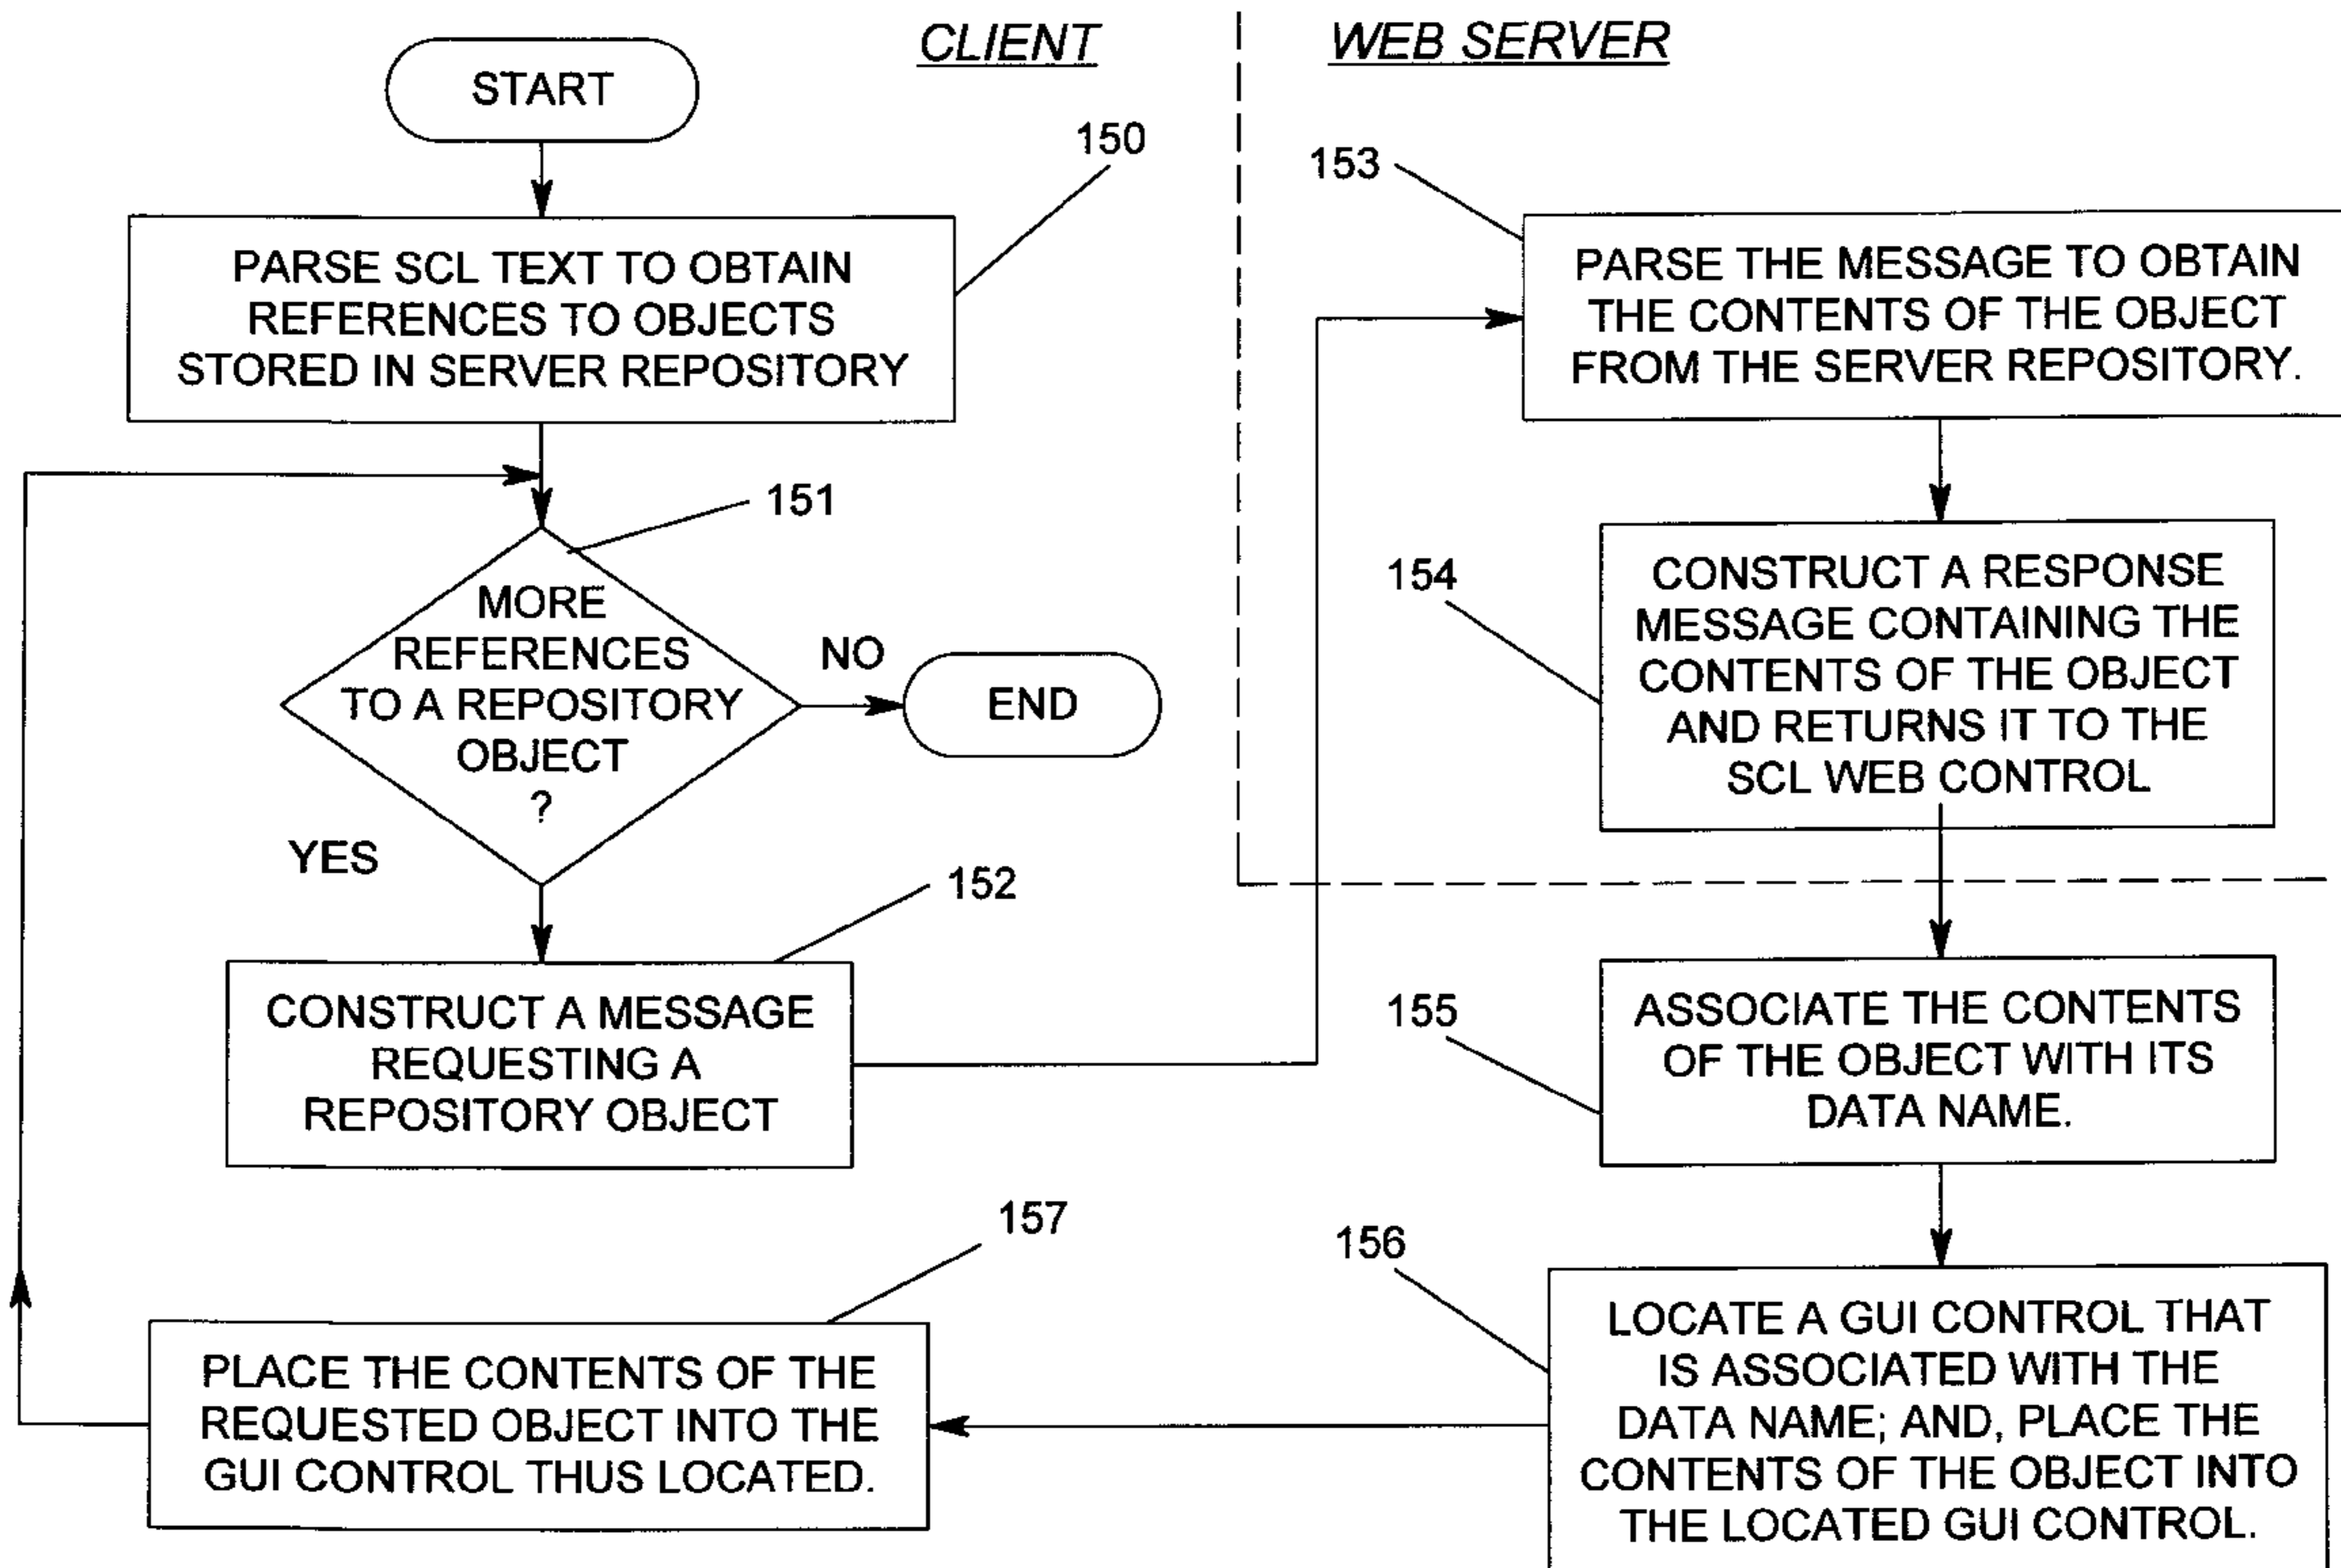 CLIENT
WEB SERVER
START
150
PARSE SCL TEXT TO OBTAIN
REFERENCES TO OBJECTS
STORED IN SERVER REPOSITORY
151
MORE
REFERENCES
TO A REPOSITORY
OBJECT
?
NO
END
YES
152
CONSTRUCT A MESSAGE
REQUESTING A
REPOSITORY OBJECT
153
PARSE THE MESSAGE TO OBTAIN
THE CONTENTS OF THE OBJECT
FROM THE SERVER REPOSITORY.
154
CONSTRUCT A RESPONSE
MESSAGE CONTAINING THE
CONTENTS OF THE OBJECT
AND RETURNS IT TO THE
SCL WEB CONTROL
155
ASSOCIATE THE CONTENTS
OF THE OBJECT WITH ITS
DATA NAME.
156
LOCATE A GUI CONTROL THAT
IS ASSOCIATED WITH THE
DATA NAME; AND, PLACE THE
CONTENTS OF THE OBJECT INTO
THE LOCATED GUI CONTROL.
157
PLACE THE CONTENTS OF THE
REQUESTED OBJECT INTO THE
GUI CONTROL THUS LOCATED.